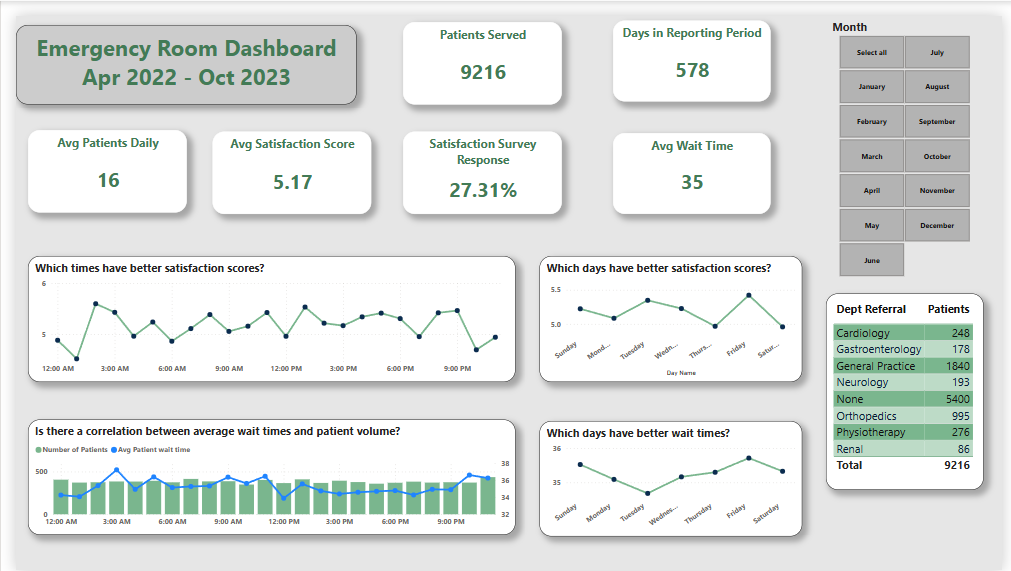 Emergency Room Dashboard
Apr 2022 - Oct 2023
Patients Served
9216
Days in Reporting Period
578
Month
Select all
July
January
August
February
September
March
October
April
November
May
December
June
Avg Patients Daily
16
Avg Satisfaction Score
5.17
Satisfaction Survey
Response
27.31%
Avg Wait Time
35
Which times have better satisfaction scores?
6
5
12:00 AM 3:00 AM 6:00 AM 9:00 AM 12:00 PM 3:00 PM 6:00 PM 9:00 PM
Which days have better satisfaction scores?
5.5
5.0
Sunday Mond... Tuesday Wedn... Thurs... Friday Satur...
Day Name
Dept Referral Patients
Cardiology 248
Gastroenterology 178
General Practice 1840
Neurology 193
None 5400
Orthopedics 995
Physiotherapy 276
Renal 86
Total 9216
Is there a correlation between average wait times and patient volume?
Number of Patients Avg Patient wait time
500
0
38
36
34
32
12:00 AM 3:00 AM 6:00 AM 9:00 AM 12:00 PM 3:00 PM 6:00 PM 9:00 PM
Which days have better wait times?
36
35
Sunday Monday Tuesday Wednes... Thursday Friday Saturday